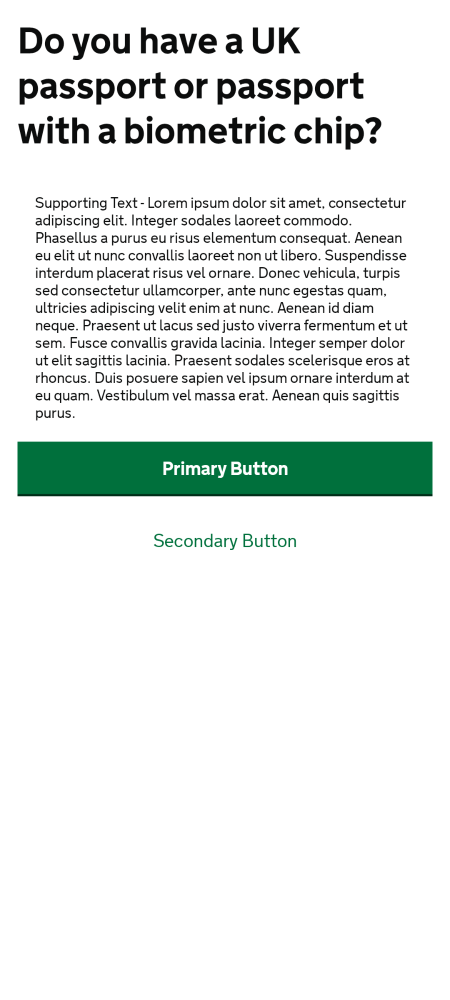 Do you have a UK
passport or passport
with a biometric chip?
Supporting Text - Lorem ipsum dolor sit amet, consectetur
adipiscing elit. Integer sodales laoreet commodo.
Phasellus a purus eu risus elementum consequat. Aenean
eu elit ut nunc convallis laoreet non ut libero. Suspendisse
interdum placerat risus vel ornare. Donec vehicula, turpis
sed consectetur ullamcorper, ante nunc egestas quam,
ultricies adipiscing velit enim at nunc. Aenean id diam
neque. Praesent ut lacus sed justo viverra fermentum et ut
sem. Fusce convallis gravida lacinia. Integer semper dolor
ut elit sagittis lacinia. Praesent sodales scelerisque eros at
rhoncus. Duis posuere sapien vel ipsum ornare interdum at
eu quam. Vestibulum vel massa erat. Aenean quis sagittis
purus.
Primary Button
Secondary Button